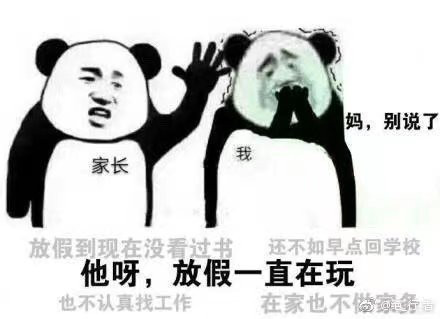 家长
我
妈，别说了
放假到现在没看过书
还不如早点回学校
他呀，放假一直在玩
也不认真找工作
在家也不做家务